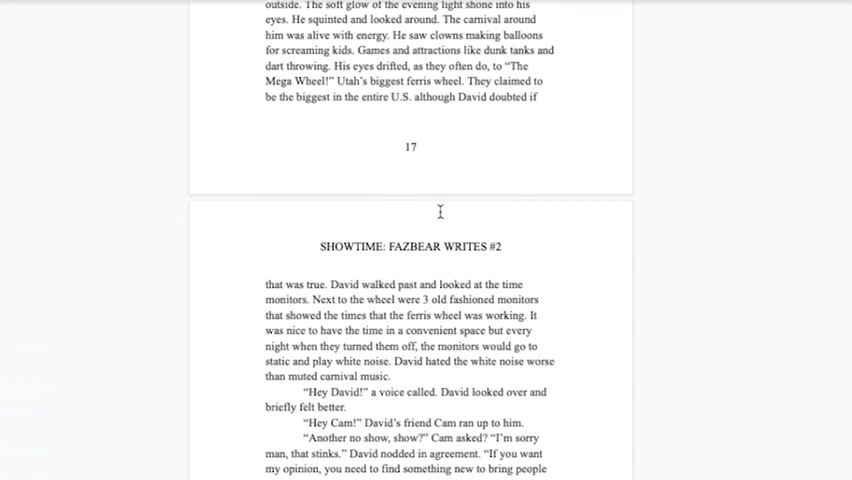 outside. The soft glow of the evening light shone into his
eyes. He squinted and looked around. The carnival around
him was alive with energy. He saw clowns making balloons
for screaming kids. Games and attractions like dunk tanks and
dart throwing. His eyes drifted, as they often do, to “The
Mega Wheel!” Utah’s biggest ferris wheel. They claimed to
be the biggest in the entire U.S. although David doubted if
17
SHOWTIME: FAZBEAR WRITES #2
that was true. David walked past and looked at the time
monitors. Next to the wheel were 3 old fashioned monitors
that showed the times that the ferris wheel was working. It
was nice to have the time in a convenient space but every
night when they turned them off, the monitors would go to
static and play white noise. David hated the white noise worse
than muted carnival music.
“Hey David!” a voice called. David looked over and
briefly felt better.
“Hey Cam!” David’s friend Cam ran up to him.
“Another no show, show?” Cam asked? “I’m sorry
man, that stinks.” David nodded in agreement. “If you want
my opinion, you need to find something new to bring people